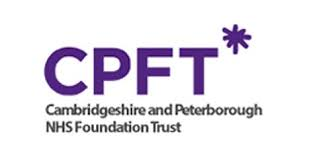 CPFT*
Cambridgeshire and Peterborough
NHS Foundation Trust